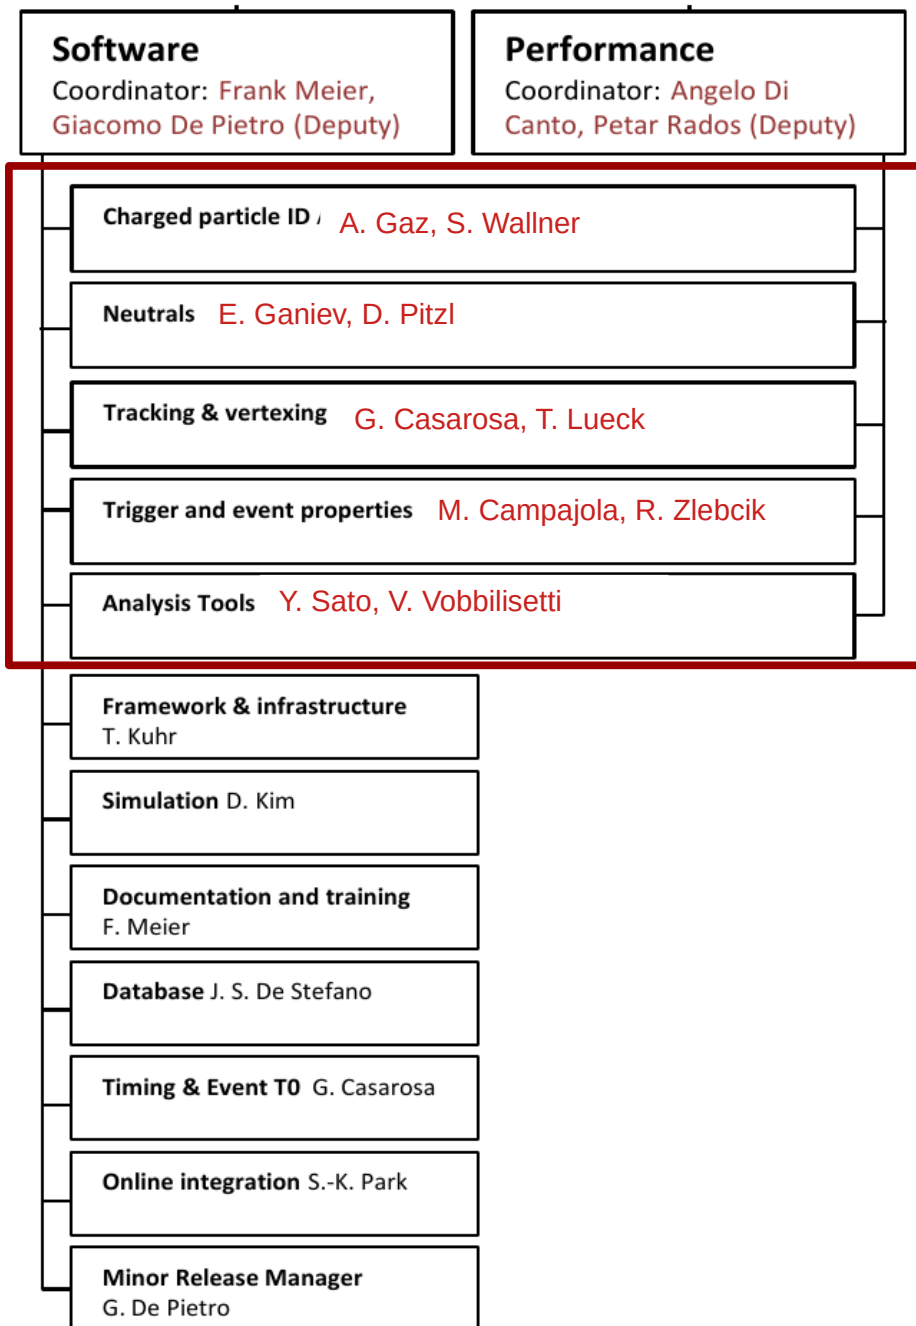 Software
Coordinator: Frank Meier,
Giacomo De Pietro (Deputy)
Performance
Coordinator: Angelo Di
Canto, Petar Rados (Deputy)
Charged particle ID A. Gaz, S. Wallner
Neutrals E. Ganiev, D. Pitzl
Tracking & vertexing G. Casarosa, T. Lueck
Trigger and event properties M. Campajola, R. Zlebcik
Analysis Tools Y. Sato, V. Vobbilisetti
Framework & infrastructure
T. Kuhr
Simulation D. Kim
Documentation and training
F. Meier
Database J. S. De Stefano
Timing & Event T0 G. Casarosa
Online integration S.-K. Park
Minor Release Manager
G. De Pietro